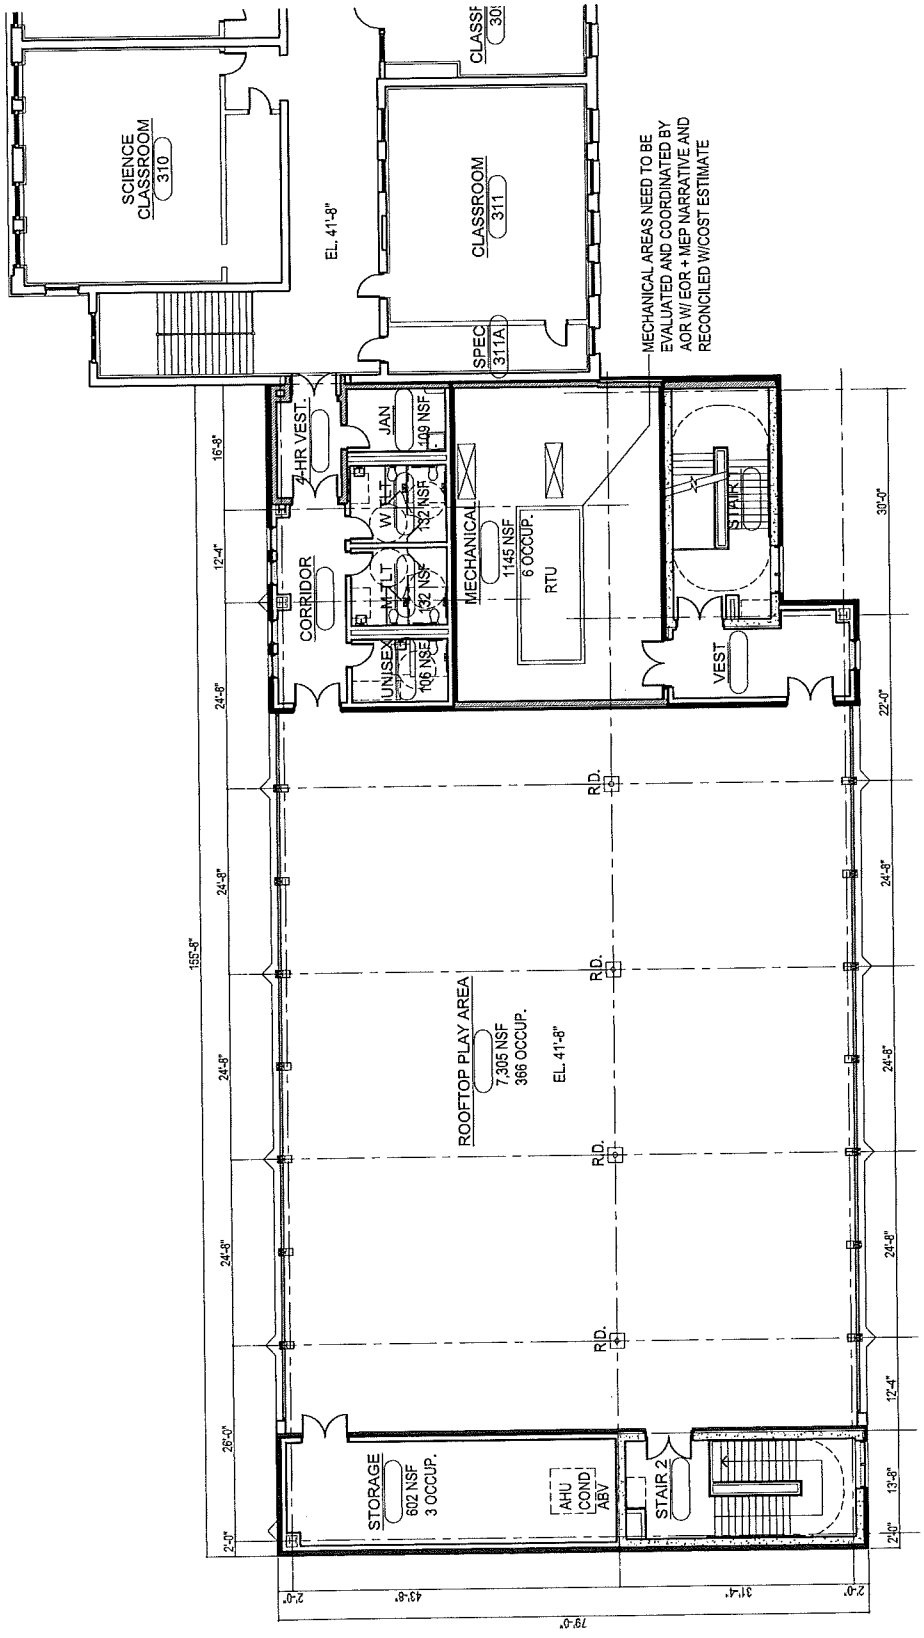 SCIENCE
CLASSROOM
310
CLASSR
309
CLASSROOM
311
EL. 41'-8"
SPEC
311A
MECHANICAL AREAS NEED TO BE
EVALUATED AND COORDINATED BY
AOR W/ EOR + MEP NARRATIVE AND
RECONCILED W/COST ESTIMATE
4-HR VEST.
JAN
109 NSF
W TLT
132 NSF
M TLT
132 NSF
UNISEX
106 NSF
CORRIDOR
MECHANICAL
1145 NSF
6 OCCUP.
RTU
STAIR
VEST
R.D.
R.D.
R.D.
R.D.
ROOFTOP PLAY AREA
7,305 NSF
366 OCCUP.
EL. 41'-8"
STORAGE
602 NSF
3 OCCUP.
AHU
COND
ABV
STAIR 2
155'-8"
16'-8"
12'-4"
24'-8"
24'-8"
24'-8"
24'-8"
26'-0"
2'-0"
30'-0"
22'-0"
24'-8"
24'-8"
24'-8"
12'-4"
13'-8"
2'-0"
2'-0"
43'-8"
31'-4"
2'-0"
79'-0"